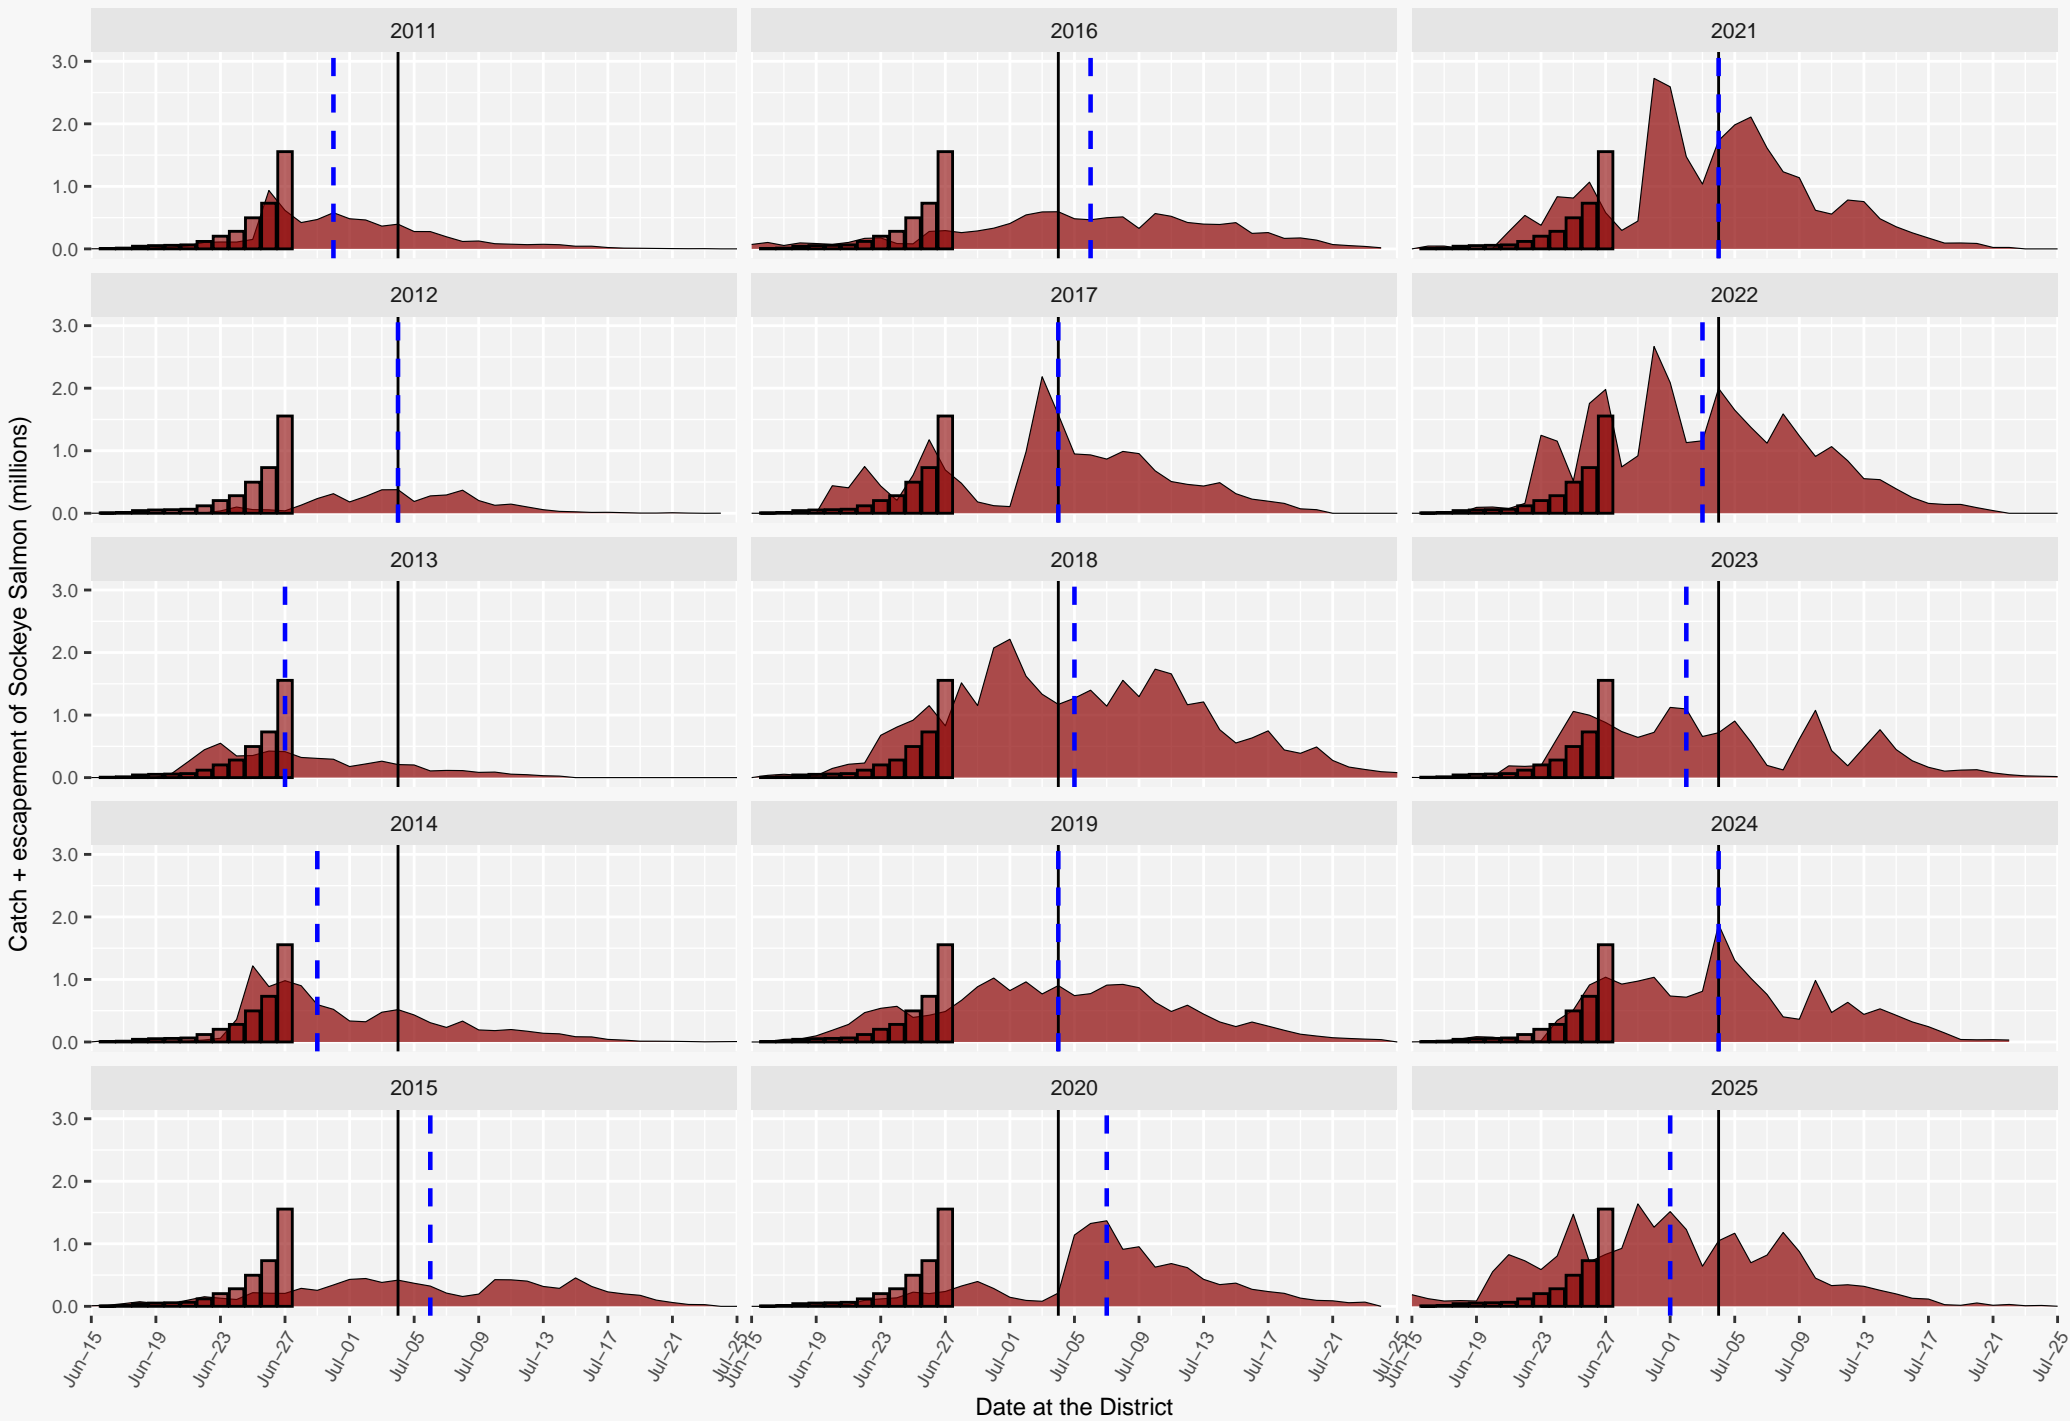 2011 2016 2021
3.0
2.0
1.0
0.0
2012 2017 2022
3.0
2.0
1.0
0.0
2013 2018 2023
3.0
2.0
1.0
0.0
2014 2019 2024
3.0
2.0
1.0
0.0
2015 2020 2025
3.0
2.0
1.0
0.0
Jun−15 Jun−19 Jun−23 Jun−27 Jul−01 Jul−05 Jul−09 Jul−13 Jul−17 Jul−21 Jul−25 Jun−15 Jun−19 Jun−23 Jun−27 Jul−01 Jul−05 Jul−09 Jul−13 Jul−17 Jul−21 Jul−25 Jun−15 Jun−19 Jun−23 Jun−27 Jul−01 Jul−05 Jul−09 Jul−13 Jul−17 Jul−21 Jul−25
Date at the District
Catch + escapement of Sockeye Salmon (millions)